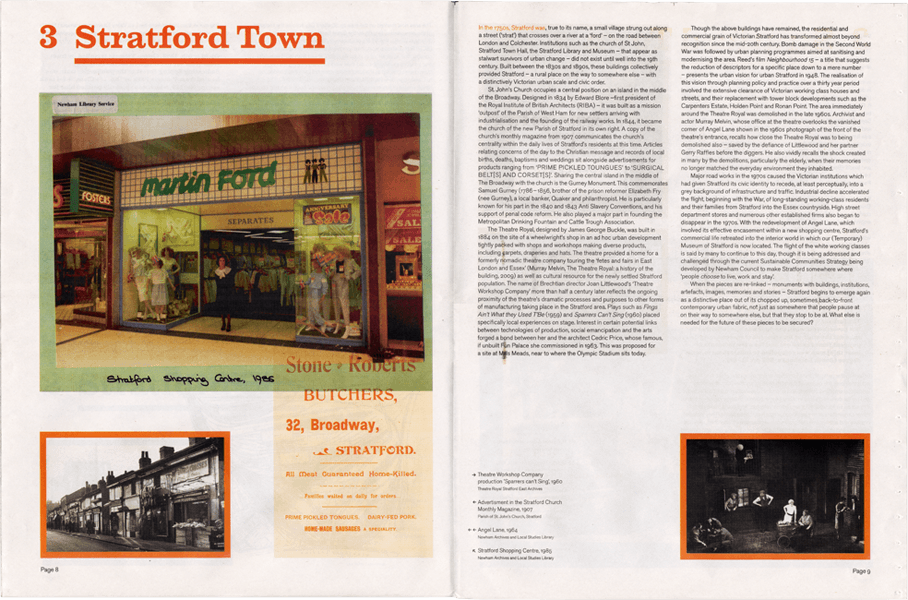 3 Stratford Town
Newham Library Service
FOSTERS
martin FORD
SEPARATES
ANNIVERSARY
SALE
Stratford Shopping Centre, 1986
Stone & Roberts
BUTCHERS,
32, Broadway,
STRATFORD.
All Meat Guaranteed Home-Killed.
Families waited on daily for orders
PRIME PICKLED TONGUES. DAIRY-FED PORK.
HOME-MADE SAUSAGES A SPECIALITY.
Page 8
In the 1750s, Stratford was, true to its name, a small village strung out along
a street ('strat') that crosses over a river at a 'ford' – on the road between
London and Colchester. Institutions such as the church of St John,
Stratford Town Hall, the Stratford Library and Museum – that appear as
stalwart survivors of urban change – did not exist until well into the 19th
century. Built between the 1830s and 1890s, these buildings collectively
provided Stratford – a rural place on the way to somewhere else – with
a distinctively Victorian urban scale and civic order.
St. John's Church occupies a central position on an island in the middle
of the Broadway. Designed in 1834 by Edward Blore –first president of
the Royal Institute of British Architects (RIBA) – it was built as a mission
'outpost' of the Parish of West Ham for new settlers arriving with
industrialisation and the founding of the railway works. In 1844, it became
the church of the new Parish of Stratford in its own right. A copy of the
church's monthly magazine from 1907 communicates the church's
centrality within the daily lives of Stratford's residents at this time. Articles
relating concerns of the day to the Christian message and records of local
births, deaths, baptisms and weddings sit alongside advertisements for
products ranging from 'PRIME PICKLED TOUNGUES' to 'SURGICAL
BELT[S] AND CORSET[S]'. Sharing the central island in the middle of
The Broadway with the church is the Gurney Monument. This commemorates
Samuel Gurney (1786 – 1856), brother of the prison reformer Elizabeth Fry
(nee Gurney), a local banker, Quaker and philanthropist. He is particularly
known for his part in the 1840 and 1843 Anti Slavery Conventions, and his
support of penal code reform. He also played a major part in founding the
Metropolitan Drinking Fountain and Cattle Trough Association.
The Theatre Royal, designed by James George Buckle, was built in
1884 on the site of a wheelwright's shop in an ad hoc urban development
tightly packed with shops and workshops making diverse products,
including carpets, draperies and hats. The theatre provided a home for a
formerly nomadic theatre company touring the 'fetes and fairs in East
London and Essex' (Murray Melvin, The Theatre Royal: a history of the
building, 2009) as well as cultural resource for the newly settled Stratford
population. The name of Brechtian director Joan Littlewood's 'Theatre
Workshop Company' more than half a century later reflects the ongoing
proximity of the theatre's dramatic processes and purposes to other forms
of manufacturing taking place in the Stratford area. Plays such as Fings
Ain't What they Used T'Be (1959) and Sparrers Can't Sing (1960) placed
specifically local experiences on stage. Interest in certain potential links
between technologies of production, social emancipation and the arts
forged a bond between her and the architect Cedric Price, whose famous,
if unbuilt Fun Palace she commissioned in 1963. This was proposed for
a site at Mills Meads, near to where the Olympic Stadium sits today.
Though the above buildings have remained, the residential and
commercial grain of Victorian Stratford has transformed almost beyond
recognition since the mid-20th century. Bomb damage in the Second World
War was followed by urban planning programmes aimed at sanitising and
modernising the area. Reed's film Neighbourhood 15 – a title that suggests
the reduction of descriptors for a specific place down to a mere number
– presents the urban vision for urban Stratford in 1948. The realisation of
this vision through planning policy and practice over a thirty year period
involved the extensive clearance of Victorian working class houses and
streets, and their replacement with tower block developments such as the
Carpenters Estate, Holden Point and Ronan Point. The area immediately
around the Theatre Royal was demolished in the late 1960s. Archivist and
actor Murray Melvin, whose office at the theatre overlooks the vanished
corner of Angel Lane shown in the 1960s photograph of the front of the
theatre's entrance, recalls how close the Theatre Royal was to being
demolished also – saved by the defiance of Littlewood and her partner
Gerry Raffles before the diggers. He also vividly recalls the shock created
in many by the demolitions, particularly the elderly, when their memories
no longer matched the everyday environment they inhabited.
Major road works in the 1970s caused the Victorian institutions which
had given Stratford its civic identity to recede, at least perceptually, into a
grey background of infrastructure and traffic. Industrial decline accelerated
the flight, beginning with the War, of long-standing working-class residents
and their families from Stratford into the Essex countryside. High street
department stores and numerous other established firms also began to
disappear in the 1970s. With the redevelopment of Angel Lane, which
involved its effective encasement within a new shopping centre, Stratford's
commercial life retreated into the interior world in which our (Temporary)
Museum of Stratford is now located. The flight of the white working classes
is said by many to continue to this day, though it is being addressed and
challenged through the current Sustainable Communities Strategy being
developed by Newham Council to make Stratford somewhere where
'people choose to live, work and stay'.
When the pieces are re-linked – monuments with buildings, institutions,
artefacts, images, memories and stories – Stratford begins to emerge again
as a distinctive place out of its chopped up, sometimes back-to-front
contemporary urban fabric, not just as somewhere that people pause at
on their way to somewhere else, but that they stop to be at. What else is
needed for the future of these pieces to be secured?
→ Theatre Workshop Company
production 'Sparrers can't Sing', 1960
Theatre Royal Stratford East Archives
← Advertisment in the Stratford Church
Monthly Magazine, 1907
Parish of St. John's Church, Stratford
←← Angel Lane, 1964
Newham Archives and Local Studies Library
↖ Stratford Shopping Centre, 1985
Newham Archives and Local Studies Library
Page 9